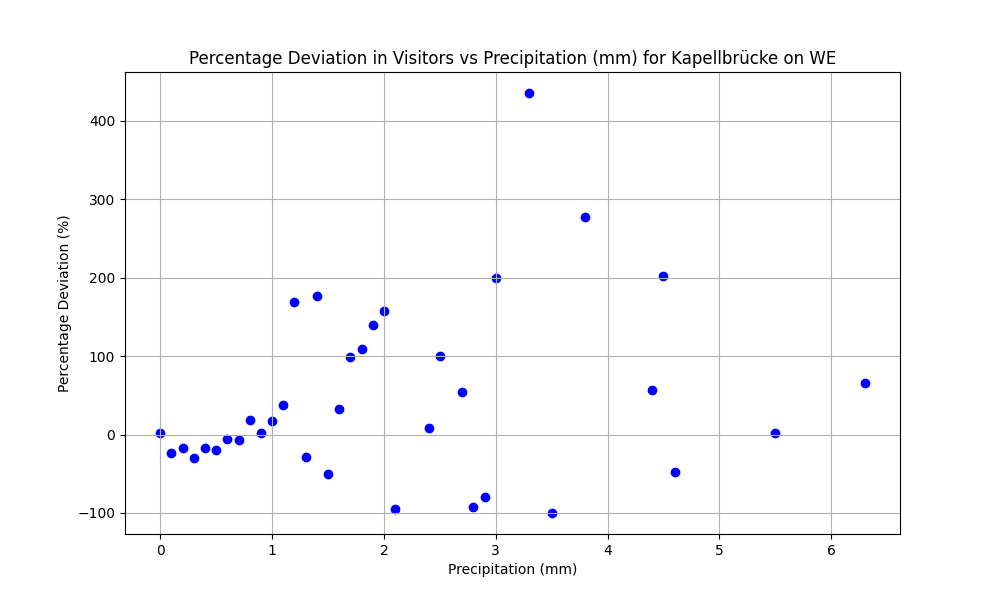 Percentage Deviation in Visitors vs Precipitation (mm) for Kapellbrücke on WE
Percentage Deviation (%)
400
300
200
100
0
−100
0 1 2 3 4 5 6
Precipitation (mm)